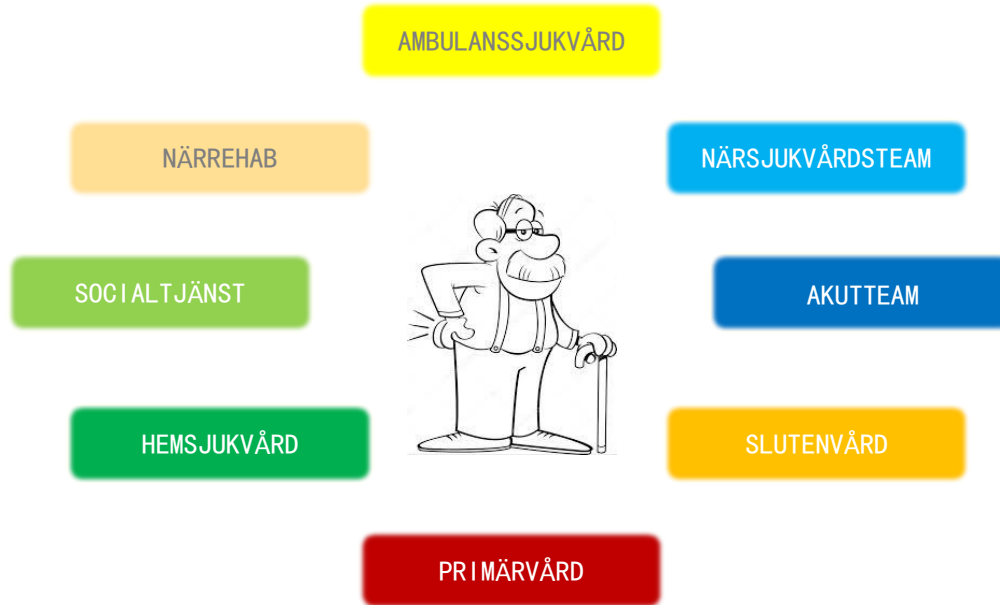 AMBULANSSJUKVÅRD
NÄRREHAB
NÄRSJUKVÅRDSTEAM
SOCIALTJÄNST
AKUTTEAM
HEMSJUKVÅRD
SLUTENVÅRD
PRIMÄRVÅRD